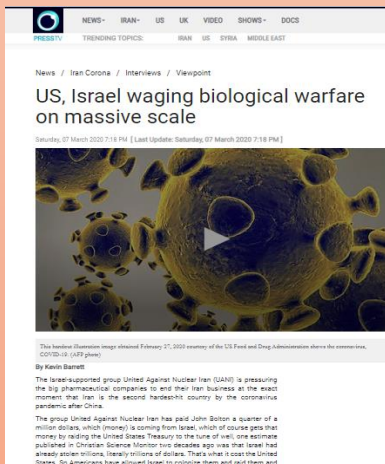 NEWS IRAN US UK VIDEO SHOWS DOCS
PRESSTV TRENDING TOPICS: IRAN US SYRIA MIDDLE EAST
News / Iran Corona / Interviews / Viewpoint
US, Israel waging biological warfare
on massive scale
Saturday, 07 March 2020 7:18 PM [ Last Update: Saturday, 07 March 2020 7:18 PM ]
This handout illustration image obtained February 27, 2020 courtesy of the US Food and Drug Administration shows the coronavirus,
COVID-19. (AFP photo)
By Kevin Barrett
The Israel-supported group United Against Nuclear Iran (UANI) is pressuring
the big pharmaceutical companies to end their Iran business at the exact
moment that Iran is the second hardest-hit country by the coronavirus
pandemic after China.
The group United Against Nuclear Iran has paid John Bolton a quarter of a
million dollars, which (money) is coming from Israel, which of course gets that
money by raiding the United States Treasury to the tune of well, one estimate
published in Christian Science Monitor two decades ago was that Israel had
already stolen trillions, literally trillions of dollars. That's what it cost the United
States. So Americans have allowed Israel to colonize them and raid them and